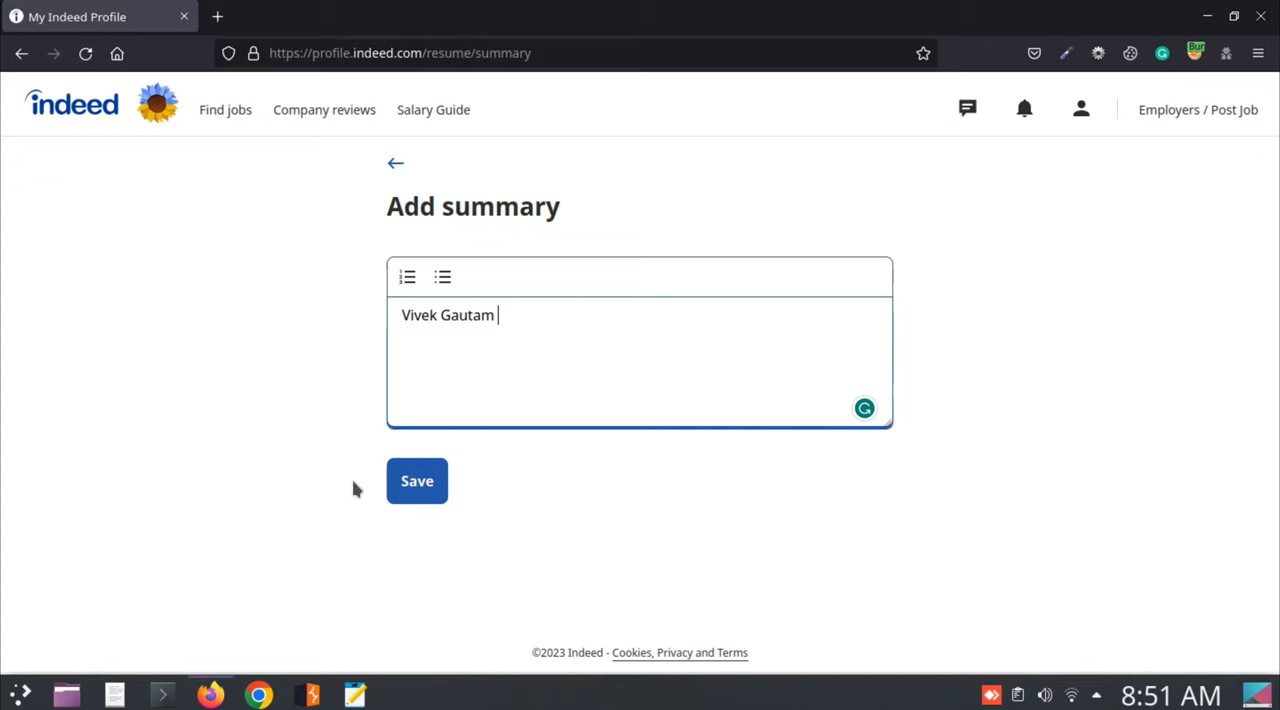 My Indeed Profile
https://profile.indeed.com/resume/summary
Bur
indeed Find jobs Company reviews Salary Guide Employers / Post Job
Add summary
Vivek Gautam
Save
©2023 Indeed - Cookies, Privacy and Terms
8:51 AM